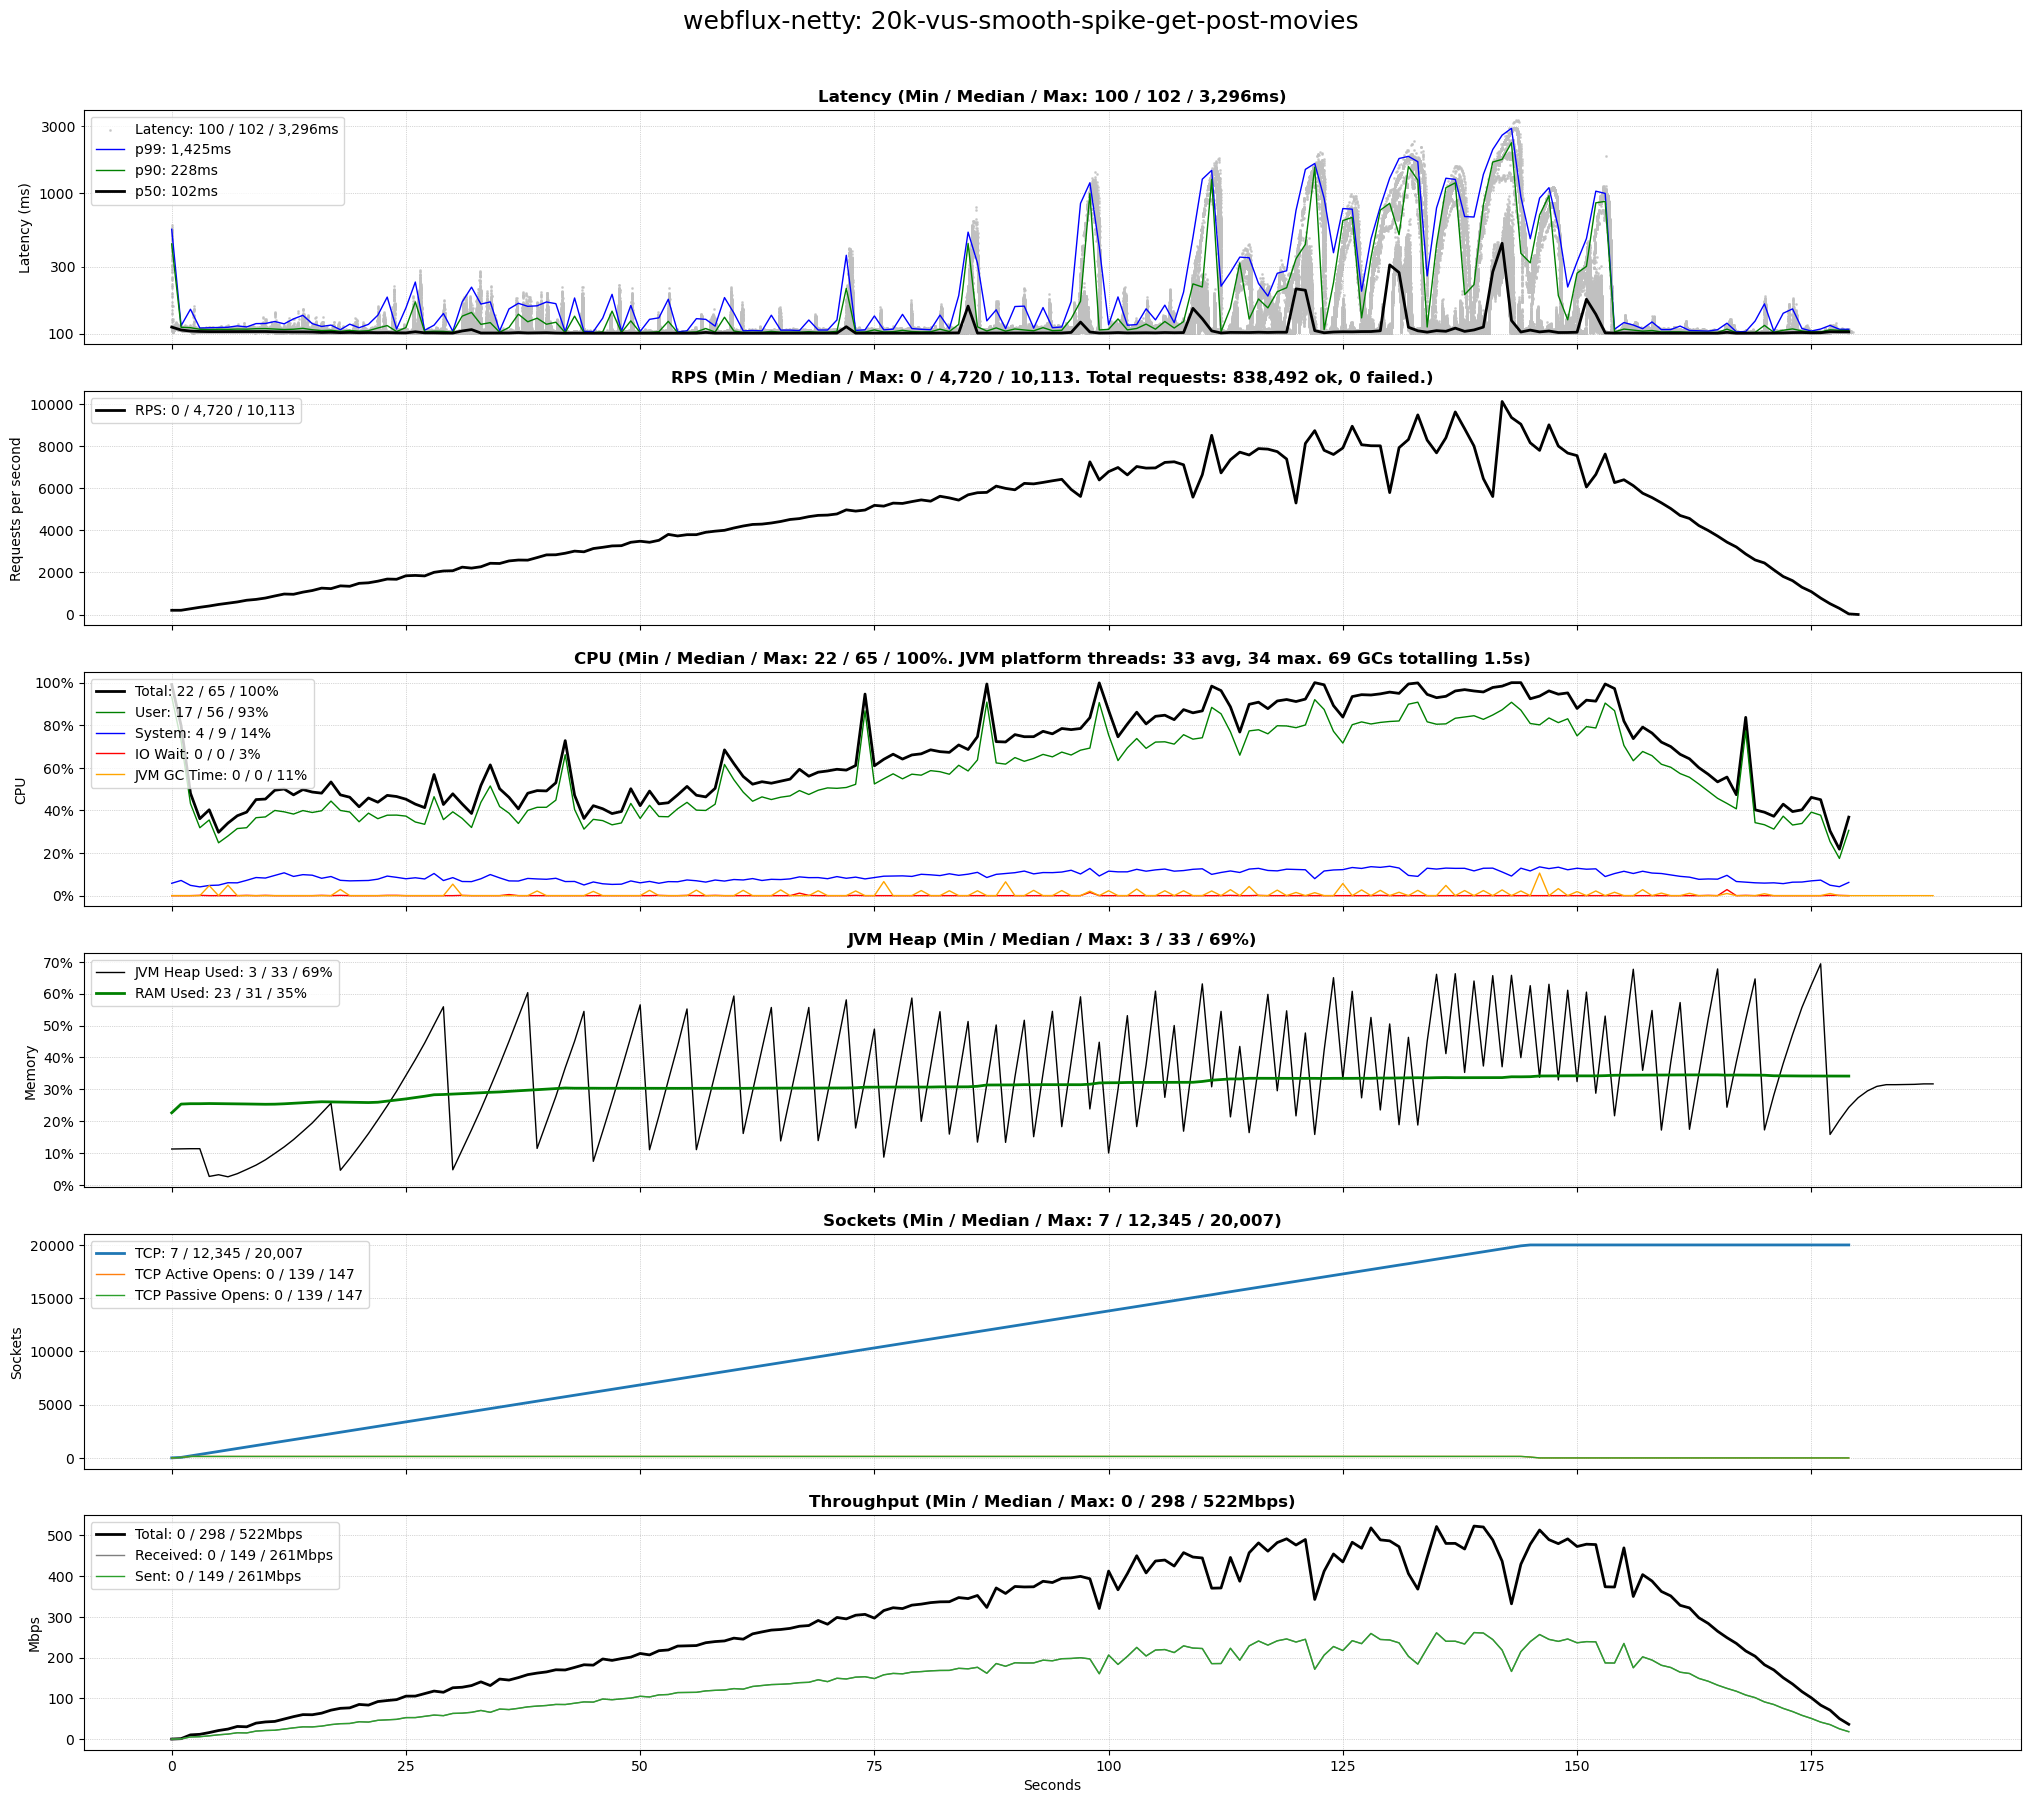 webflux-netty: 20k-vus-smooth-spike-get-post-movies
Latency (Min / Median / Max: 100 / 102 / 3,296ms)
Latency (ms)
3000
1000
300
100
Latency: 100 / 102 / 3,296ms
p99: 1,425ms
p90: 228ms
p50: 102ms
RPS (Min / Median / Max: 0 / 4,720 / 10,113. Total requests: 838,492 ok, 0 failed.)
Requests per second
10000
8000
6000
4000
2000
0
RPS: 0 / 4,720 / 10,113
CPU (Min / Median / Max: 22 / 65 / 100%. JVM platform threads: 33 avg, 34 max. 69 GCs totalling 1.5s)
CPU
100%
80%
60%
40%
20%
0%
Total: 22 / 65 / 100%
User: 17 / 56 / 93%
System: 4 / 9 / 14%
IO Wait: 0 / 0 / 3%
JVM GC Time: 0 / 0 / 11%
JVM Heap (Min / Median / Max: 3 / 33 / 69%)
Memory
70%
60%
50%
40%
30%
20%
10%
0%
JVM Heap Used: 3 / 33 / 69%
RAM Used: 23 / 31 / 35%
Sockets (Min / Median / Max: 7 / 12,345 / 20,007)
Sockets
20000
15000
10000
5000
0
TCP: 7 / 12,345 / 20,007
TCP Active Opens: 0 / 139 / 147
TCP Passive Opens: 0 / 139 / 147
Throughput (Min / Median / Max: 0 / 298 / 522Mbps)
Mbps
500
400
300
200
100
0
Total: 0 / 298 / 522Mbps
Received: 0 / 149 / 261Mbps
Sent: 0 / 149 / 261Mbps
0 25 50 75 100 125 150 175
Seconds